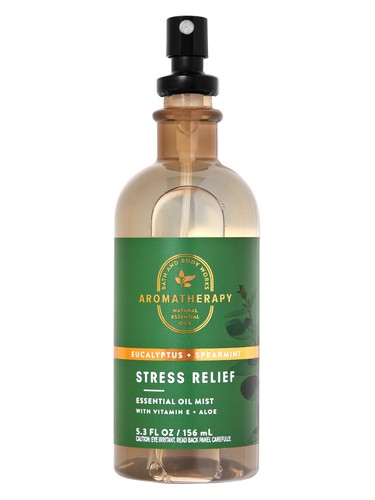 BATH AND BODY WORKS
AROMATHERAPY
NATURAL
ESSENTIAL
OILS
EUCALYPTUS + SPEARMINT
STRESS RELIEF
ESSENTIAL OIL MIST
WITH VITAMIN E + ALOE
5.3 FL OZ / 156 mL
CAUTION: EYE IRRITANT. READ BACK PANEL CAREFULLY.